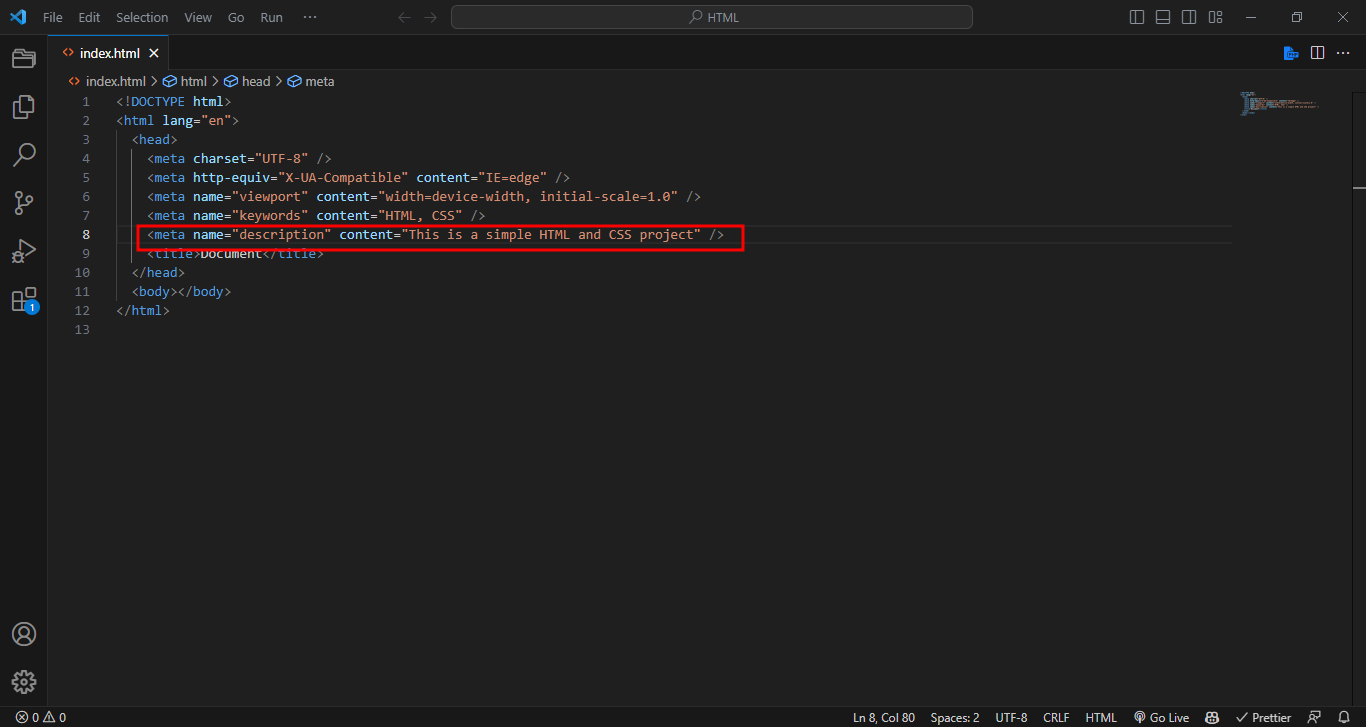 File Edit Selection View Go Run ···
HTML
index.html
index.html > html > head > meta
1 <!DOCTYPE html>
2 <html lang="en">
3 <head>
4 <meta charset="UTF-8" />
5 <meta http-equiv="X-UA-Compatible" content="IE=edge" />
6 <meta name="viewport" content="width=device-width, initial-scale=1.0" />
7 <meta name="keywords" content="HTML, CSS" />
8 <meta name="description" content="This is a simple HTML and CSS project" />
9 <title>Document</title>
10 </head>
11 <body></body>
12 </html>
13
1
0 0 Ln 8, Col 80 Spaces: 2 UTF-8 CRLF HTML Go Live Prettier